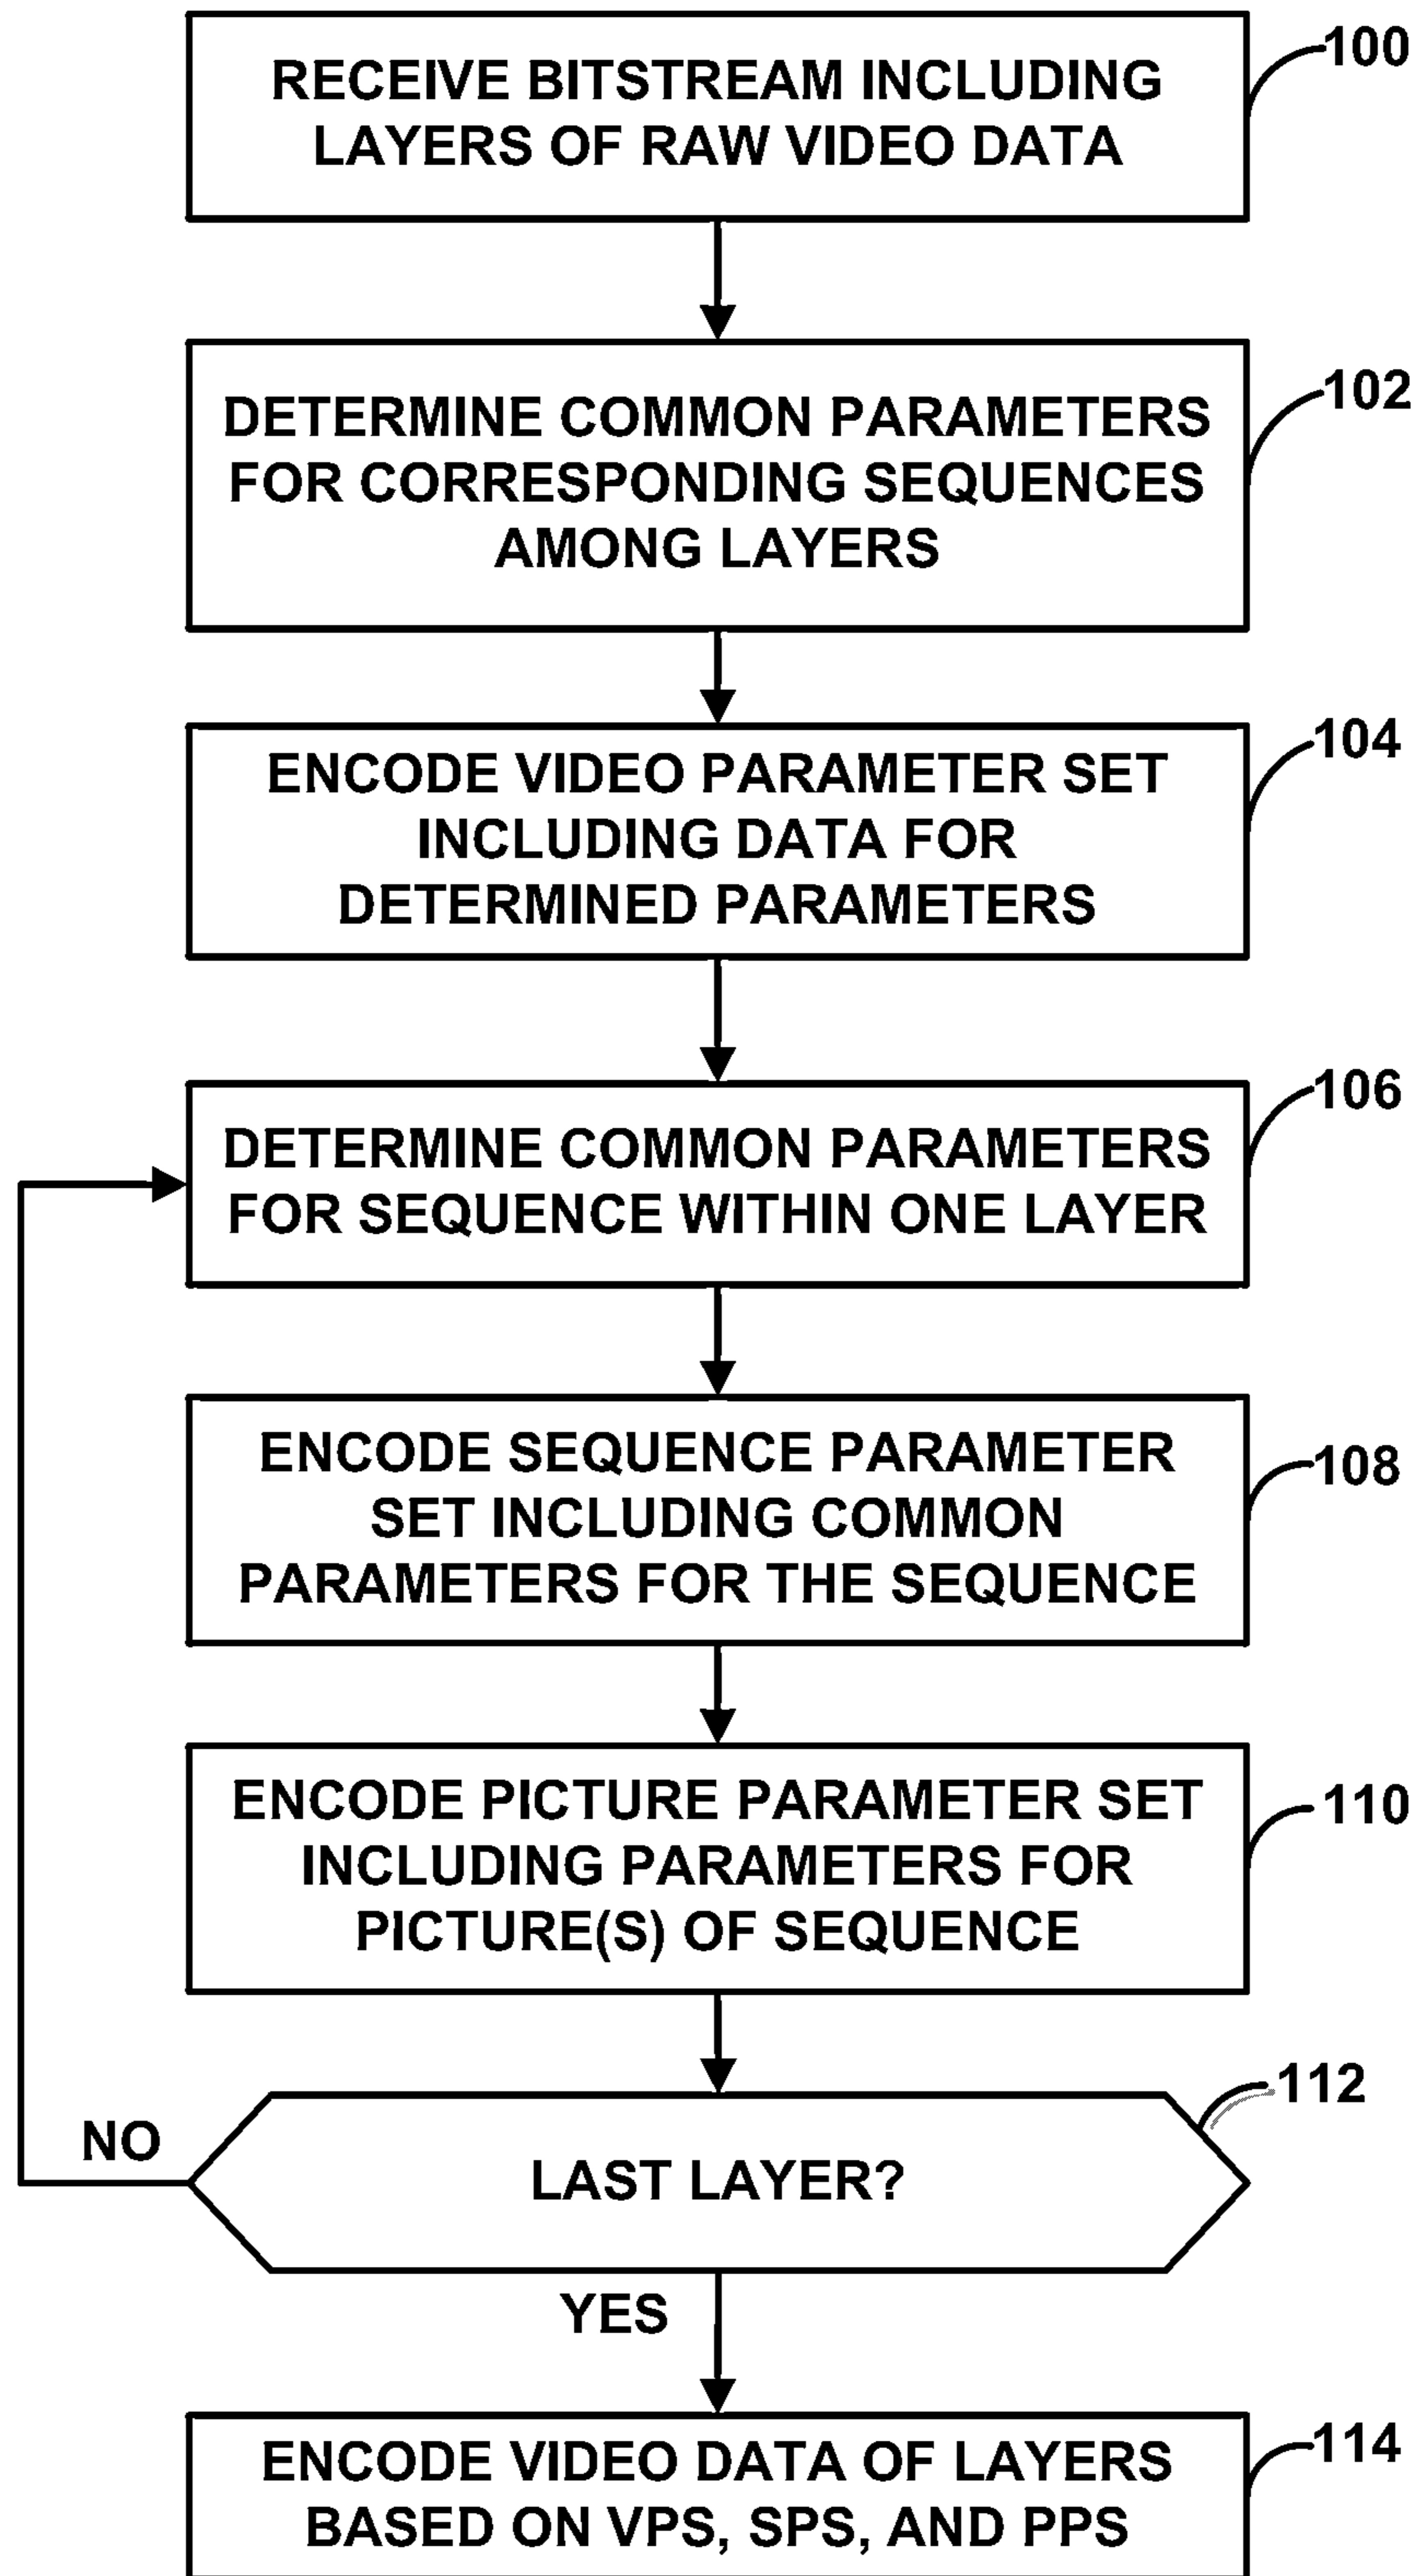 RECEIVE BITSTREAM INCLUDING
LAYERS OF RAW VIDEO DATA
100
DETERMINE COMMON PARAMETERS
FOR CORRESPONDING SEQUENCES
AMONG LAYERS
102
ENCODE VIDEO PARAMETER SET
INCLUDING DATA FOR
DETERMINED PARAMETERS
104
DETERMINE COMMON PARAMETERS
FOR SEQUENCE WITHIN ONE LAYER
106
ENCODE SEQUENCE PARAMETER
SET INCLUDING COMMON
PARAMETERS FOR THE SEQUENCE
108
ENCODE PICTURE PARAMETER SET
INCLUDING PARAMETERS FOR
PICTURE(S) OF SEQUENCE
110
LAST LAYER?
112
NO
YES
ENCODE VIDEO DATA OF LAYERS
BASED ON VPS, SPS, AND PPS
114